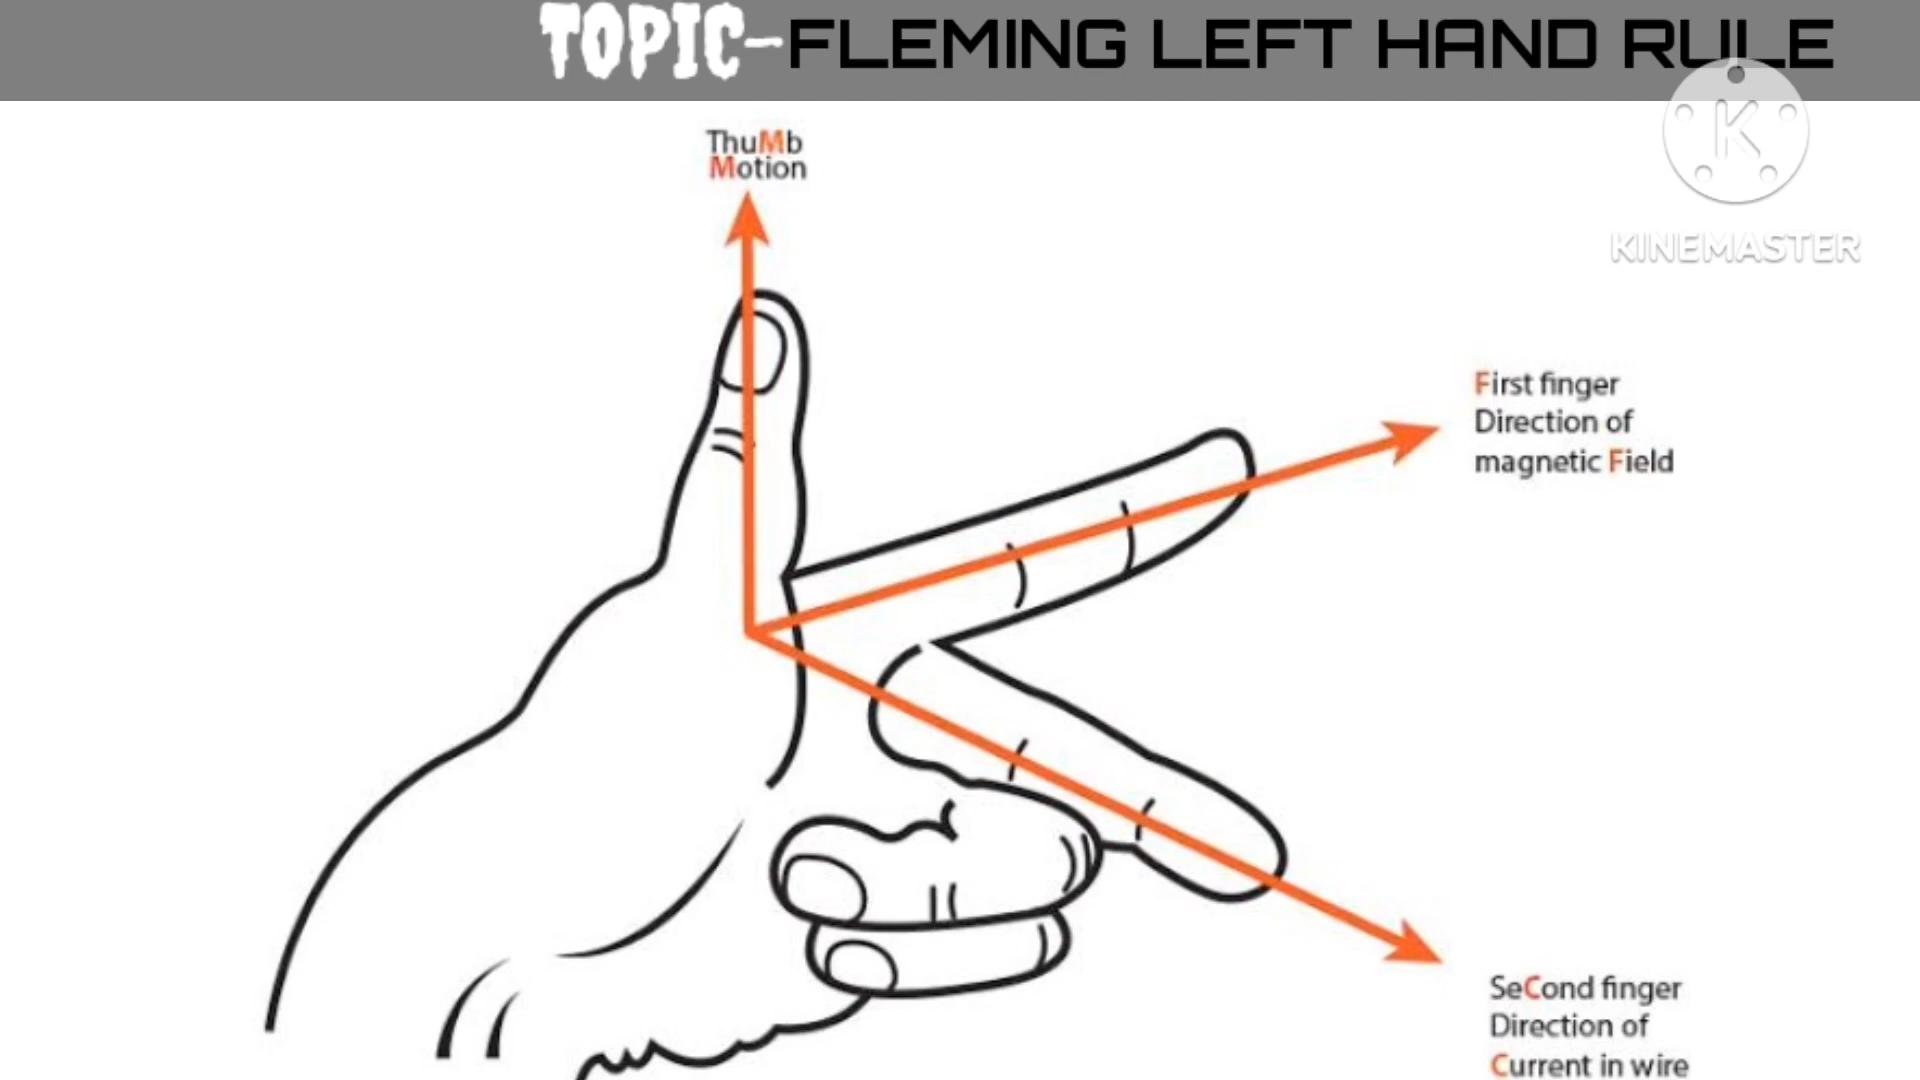 TOPIC-FLEMING LEFT HAND RULE
K
KINEMASTER
ThuMb
Motion
First finger
Direction of
magnetic Field
SeCond finger
Direction of
Current in wire